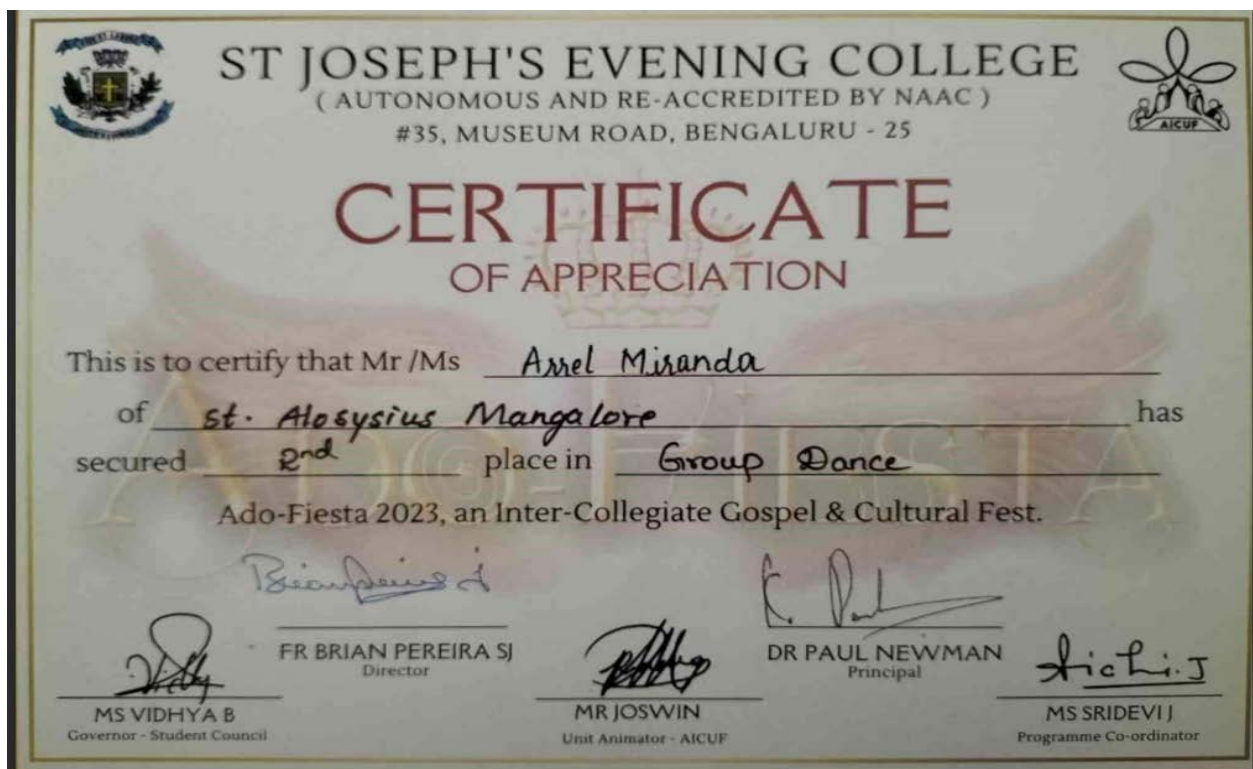 ST JOSEPH'S EVENING COLLEGE
( AUTONOMOUS AND RE-ACCREDITED BY NAAC )
#35, MUSEUM ROAD, BENGALURU - 25
AICUF
CERTIFICATE
OF APPRECIATION
This is to certify that Mr /Ms Arrel Miranda
of St. Alosysius Mangalore has
secured 2nd place in Group Dance
ADO-FIESTA
Ado-Fiesta 2023, an Inter-Collegiate Gospel & Cultural Fest.
FR BRIAN PEREIRA SJ
Director
DR PAUL NEWMAN
Principal
MS VIDHYA B
Governor - Student Council
MR JOSWIN
Unit Animator - AICUF
MS SRIDEVI J
Programme Co-ordinator